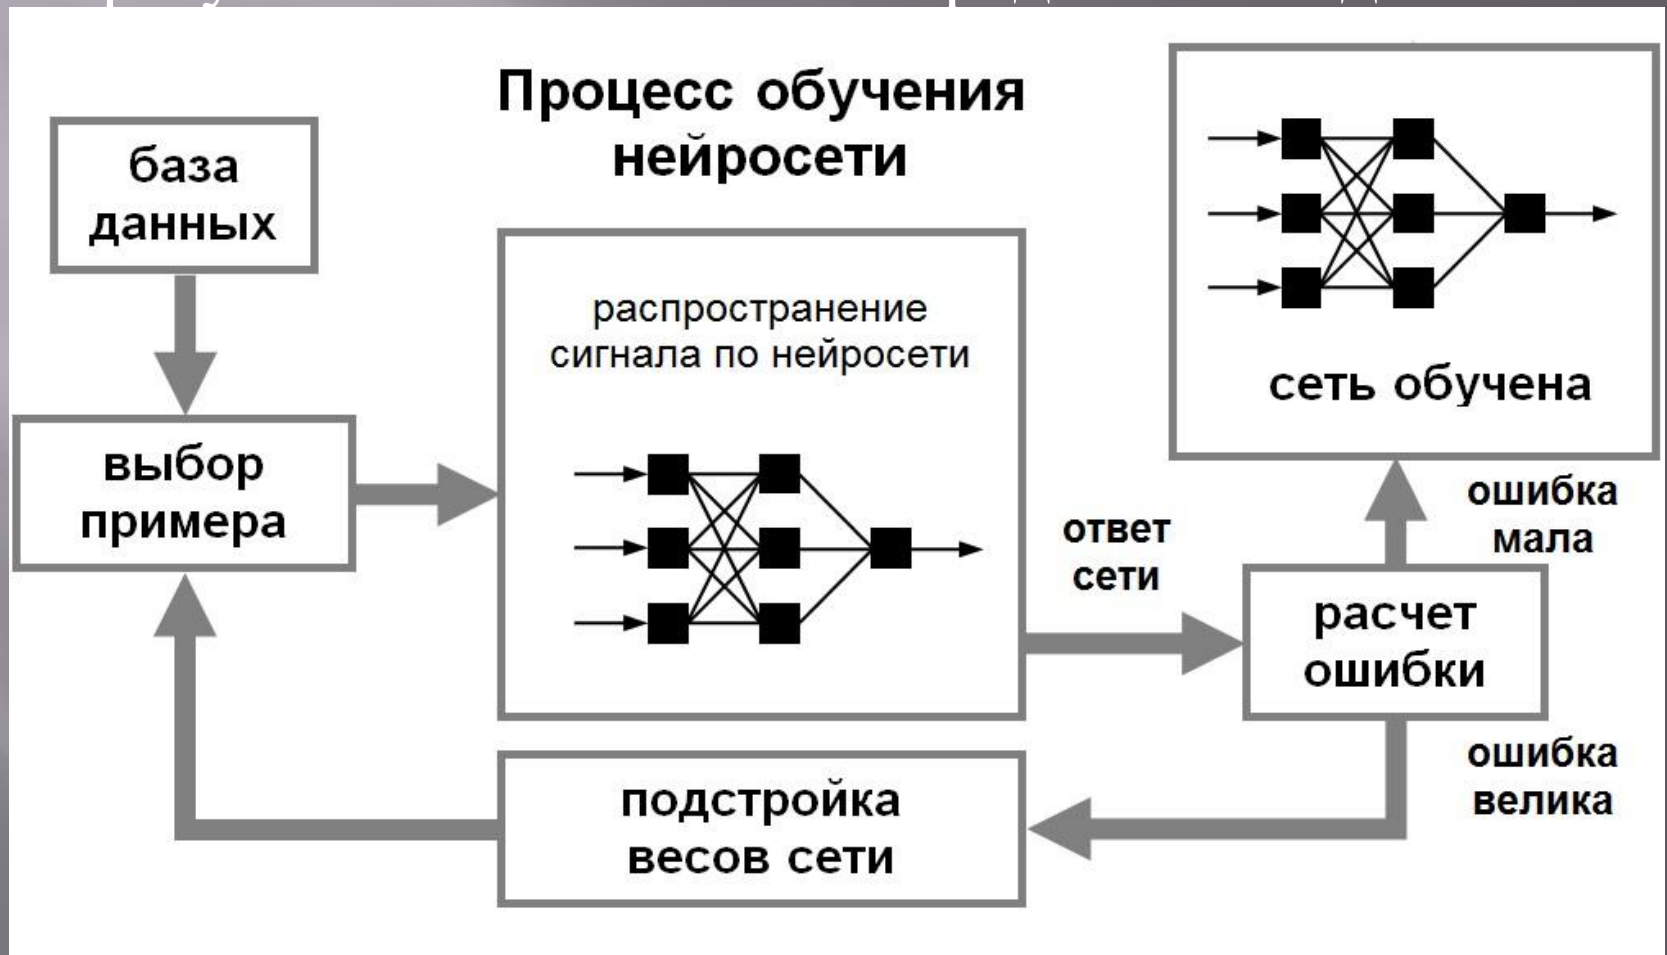 Процесс обучения
нейросети
база
данных
распространение
сигнала по нейросети
сеть обучена
выбор
примера
ответ
сети
ошибка
мала
расчет
ошибки
ошибка
велика
подстройка
весов сети